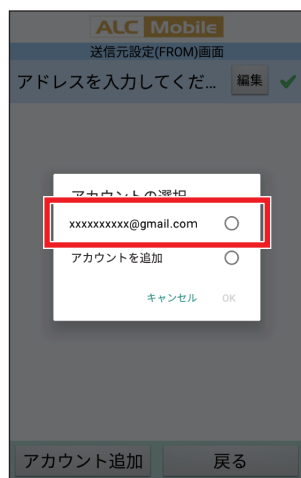 ALC Mobile
送信元設定(FROM)画面
アドレスを入力してくだ… 編集
アカウントの選択
xxxxxxxxxx@gmail.com
アカウントを追加
キャンセル OK
アカウント追加 戻る